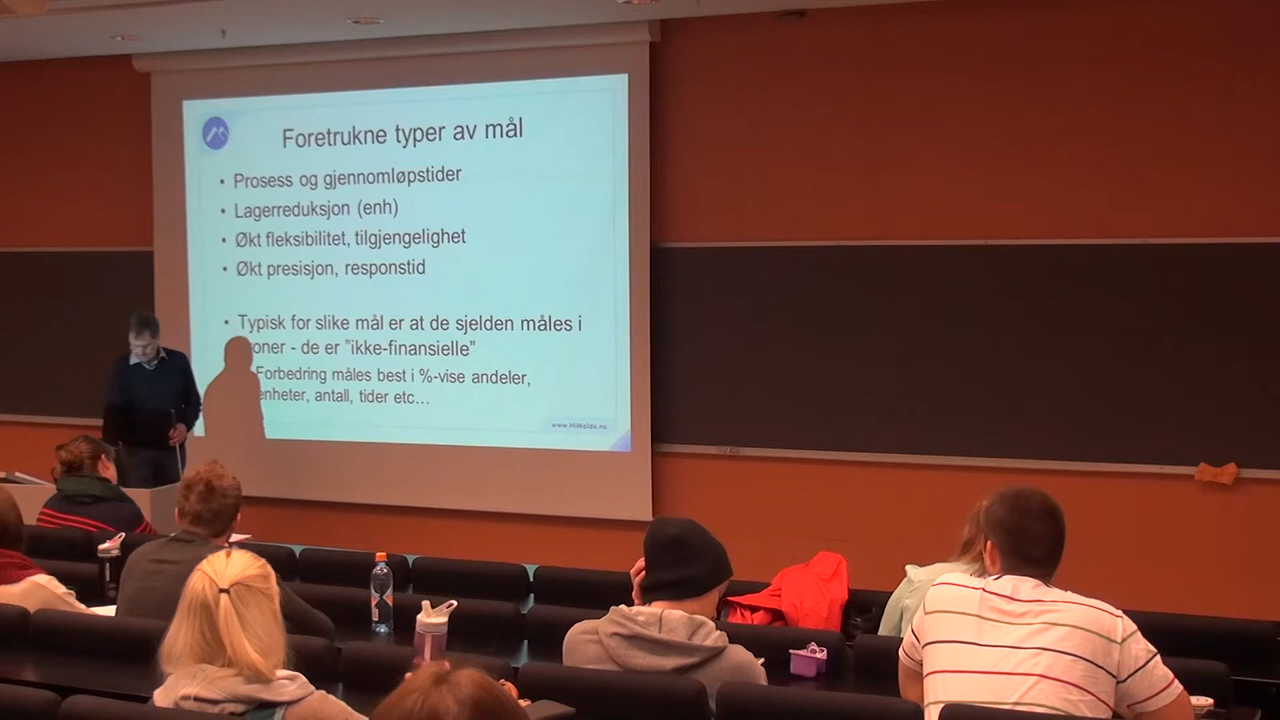 Foretrukne typer av mål
• Prosess og gjennomløpstider
• Lagerreduksjon (enh)
• Økt fleksibilitet, tilgjengelighet
• Økt presisjon, responstid
• Typisk for slike mål er at de sjelden måles i
oner - de er "ikke-finansielle"
Forbedring måles best i %-vise andeler,
enheter, antall, tider etc…
www.HiMolde.no